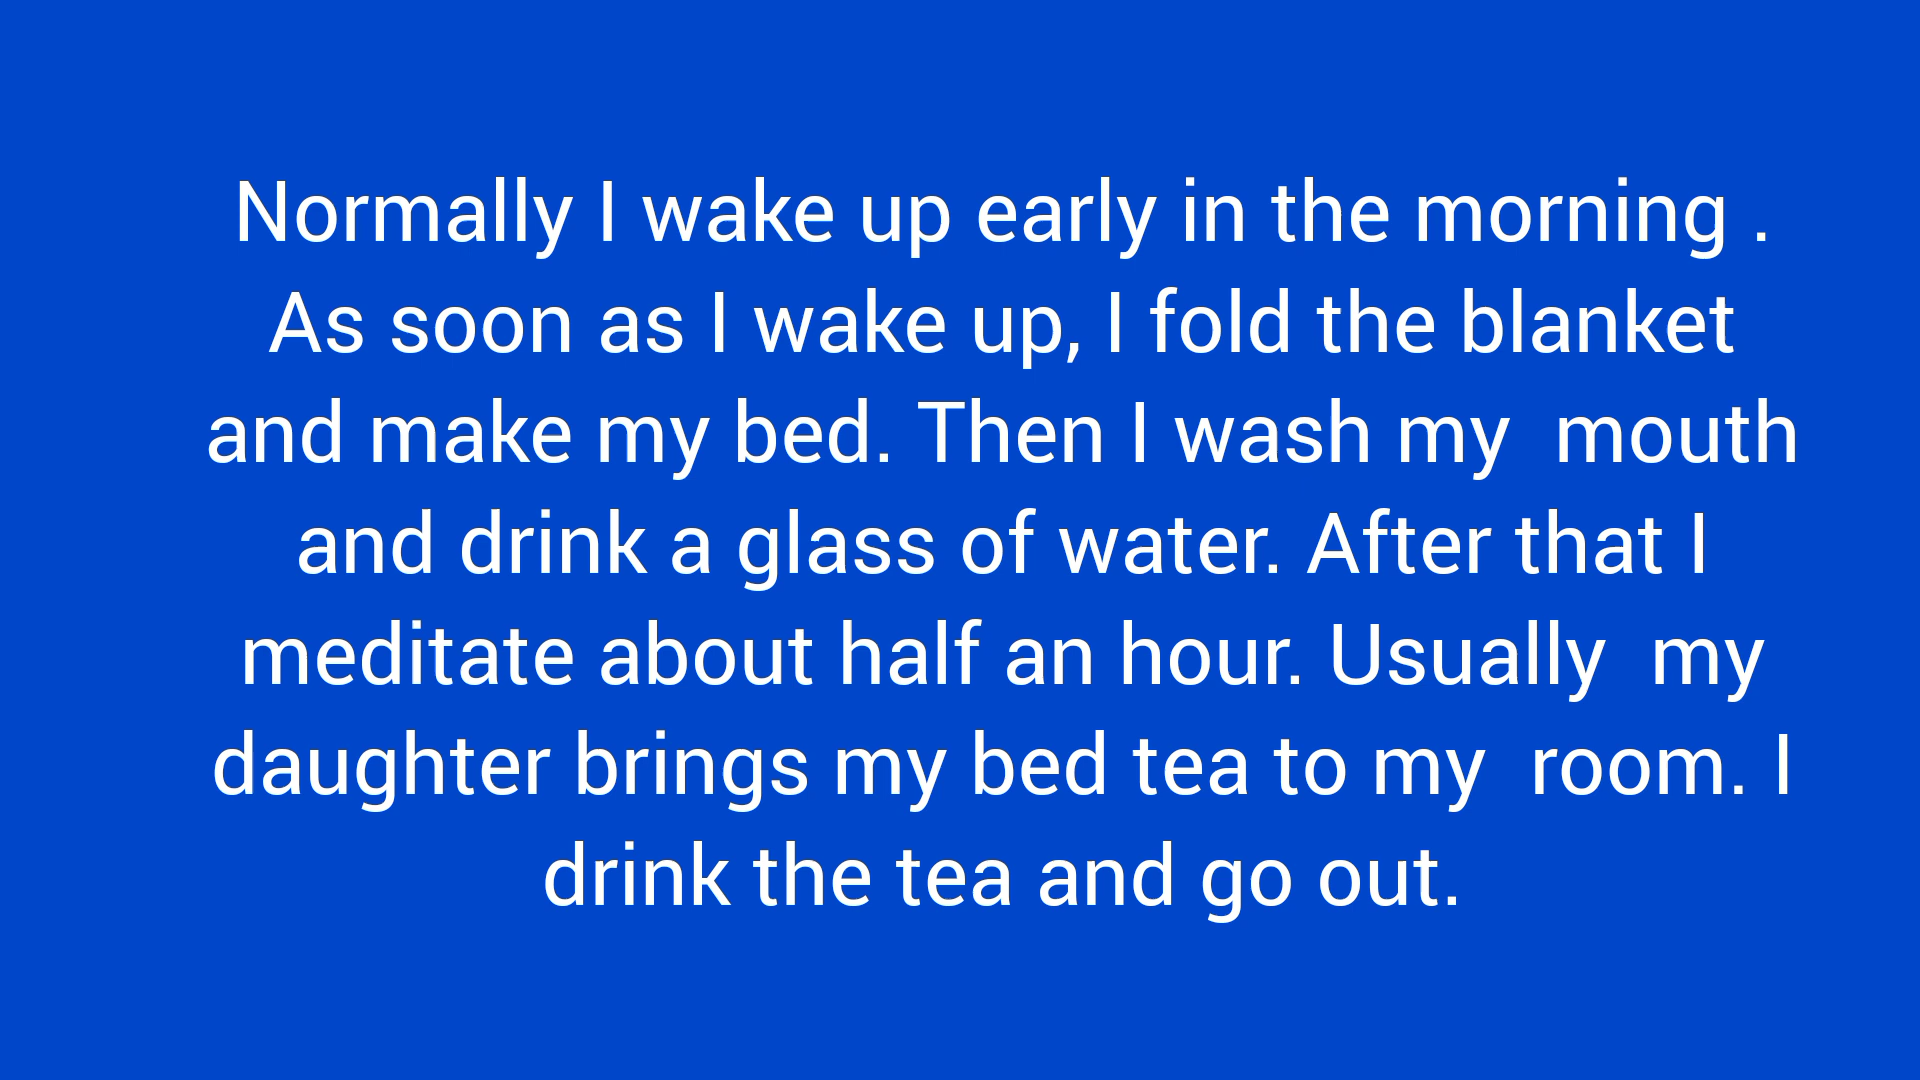 Normally I wake up early in the morning .
As soon as I wake up, I fold the blanket
and make my bed. Then I wash my  mouth
and drink a glass of water. After that I
meditate about half an hour. Usually  my
daughter brings my bed tea to my  room. I
drink the tea and go out.